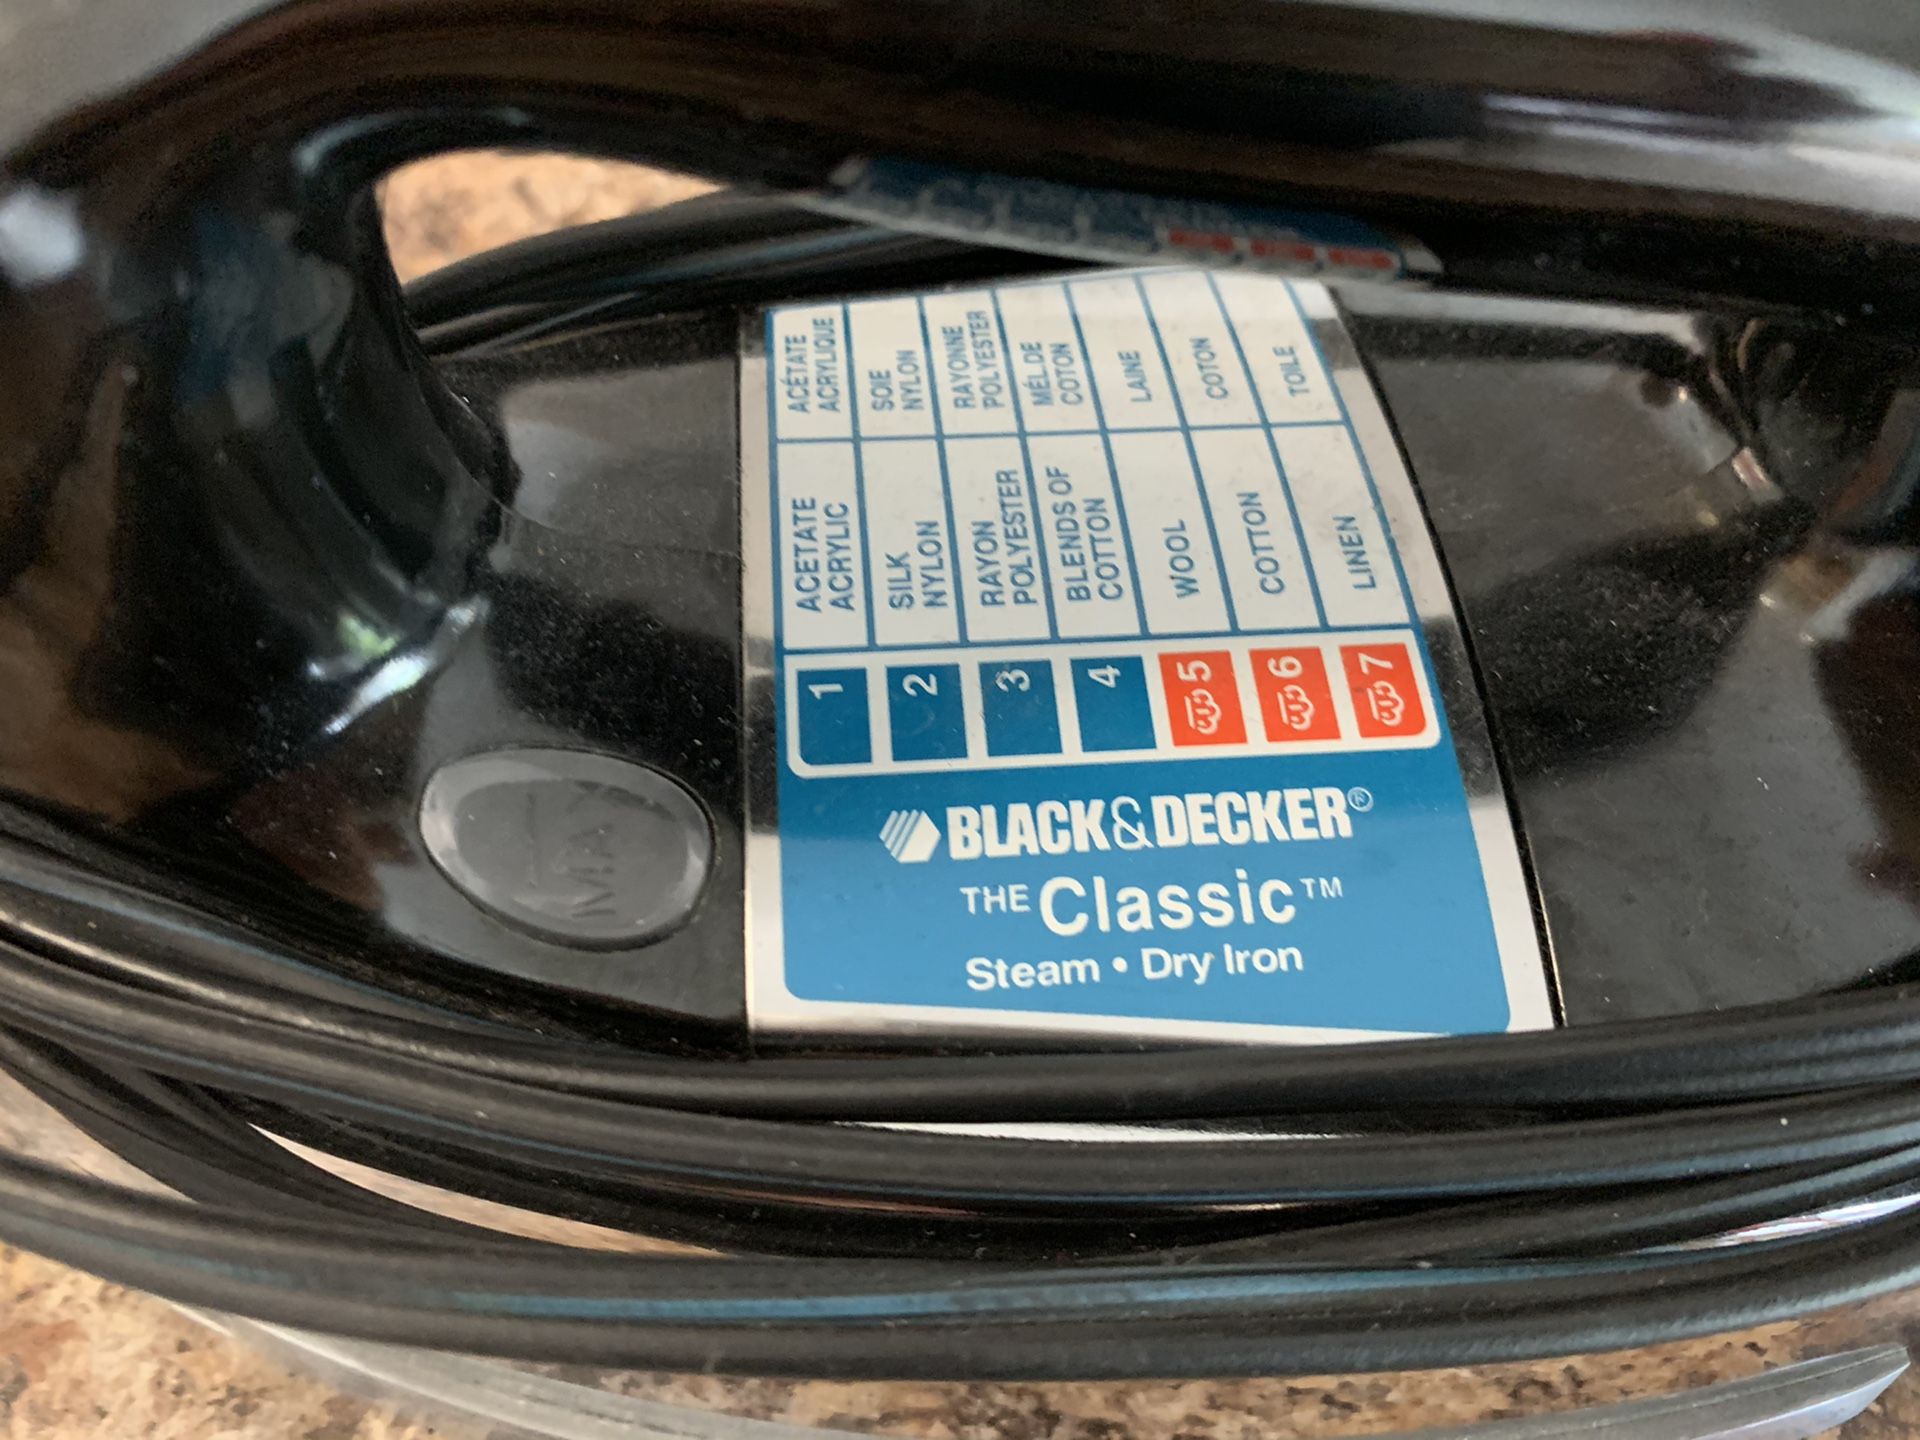 ACÉTATE
ACRYLIQUE
SOIE
NYLON
RAYONNE
POLYESTER
MÉL.DE
COTON
LAINE
COTON
TOILE
ACETATE
ACRYLIC
SILK
NYLON
RAYON
POLYESTER
BLENDS OF
COTTON
WOOL
COTTON
LINEN
1
2
3
4
5
6
7
BLACK&DECKER®
THE Classic™
Steam • Dry Iron
MAX